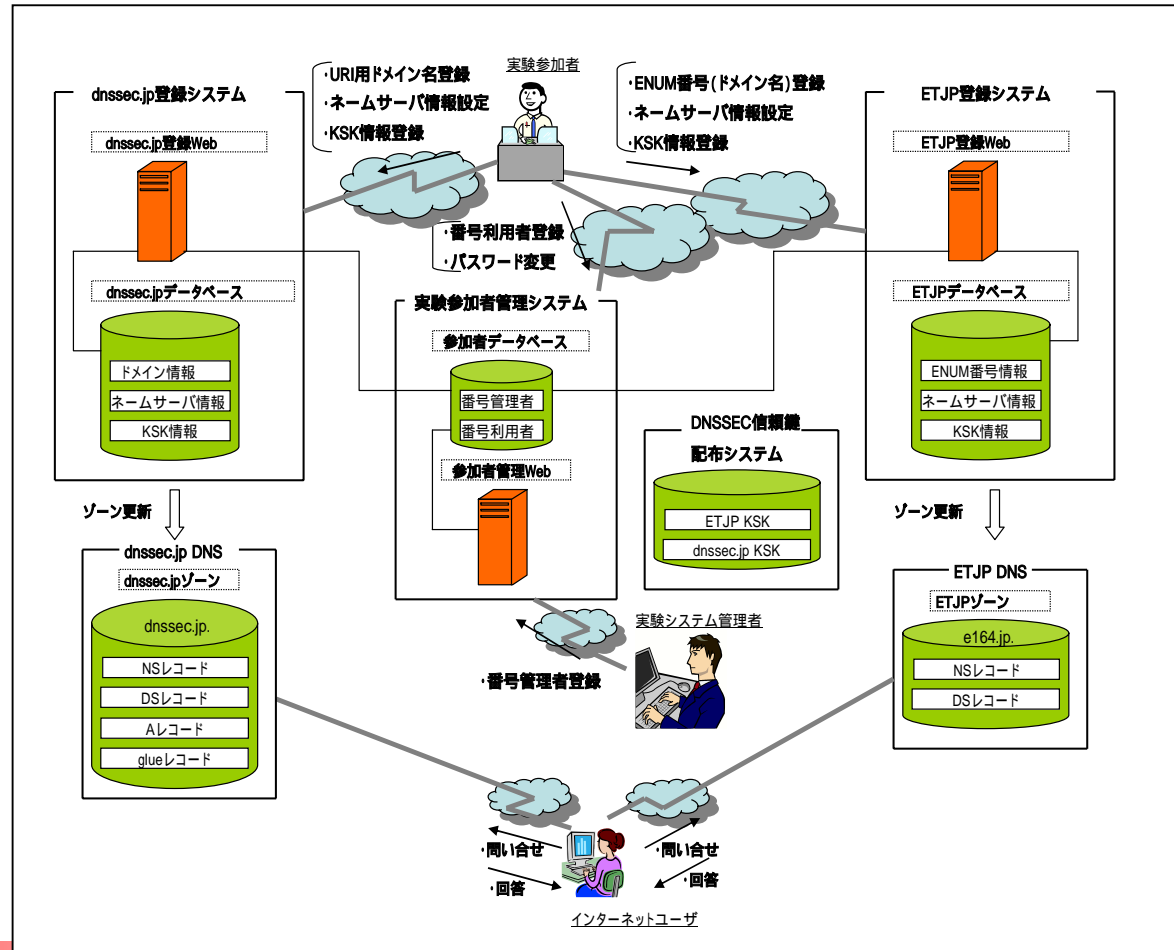 実験参加者
・URI用ドメイン名登録
・ネームサーバ情報設定
・KSK情報登録
・ENUM番号(ドメイン名)登録
・ネームサーバ情報設定
・KSK情報登録
dnssec.jp登録システム
dnssec.jp登録Web
dnssec.jpデータベース
ドメイン情報
ネームサーバ情報
KSK情報
ETJP登録システム
ETJP登録Web
ETJPデータベース
ENUM番号情報
ネームサーバ情報
KSK情報
・番号利用者登録
・パスワード変更
実験参加者管理システム
参加者データベース
番号管理者
番号利用者
参加者管理Web
DNSSEC信頼鍵
配布システム
ETJP KSK
dnssec.jp KSK
ゾーン更新
ゾーン更新
dnssec.jp DNS
dnssec.jpゾーン
dnssec.jp.
NSレコード
DSレコード
Aレコード
glueレコード
ETJP DNS
ETJPゾーン
e164.jp.
NSレコード
DSレコード
実験システム管理者
・番号管理者登録
・問い合せ
・回答
・問い合せ
・回答
インターネットユーザ